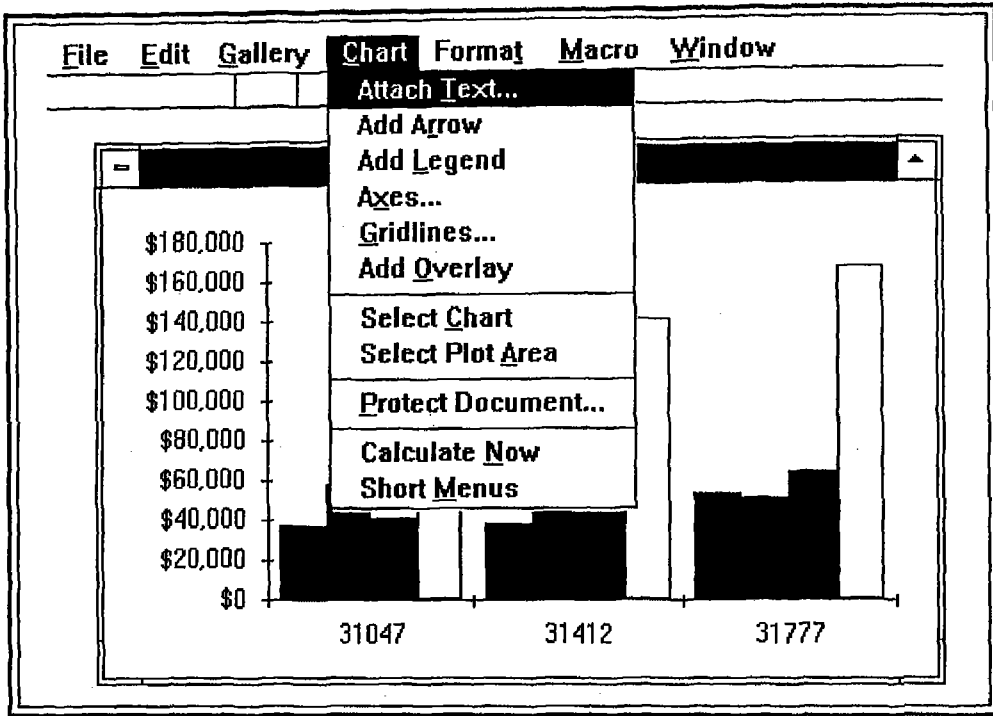 File Edit Gallery Chart Format Macro Window
Attach Text...
Add Arrow
Add Legend
Axes...
Gridlines...
Add Overlay
Select Chart
Select Plot Area
Protect Document...
Calculate Now
Short Menus
$180,000
$160,000
$140,000
$120,000
$100,000
$80,000
$60,000
$40,000
$20,000
$0
31047 31412 31777